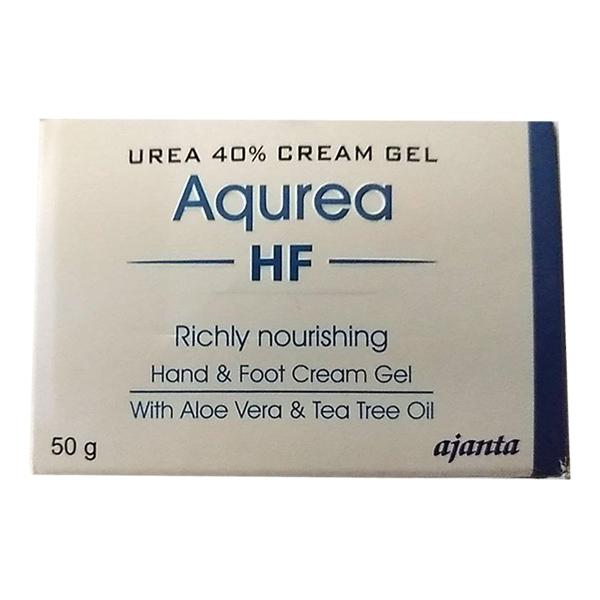 UREA 40% CREAM GEL
Aqurea
HF
Richly nourishing
Hand & Foot Cream Gel
With Aloe Vera & Tea Tree Oil
50 g
ajanta